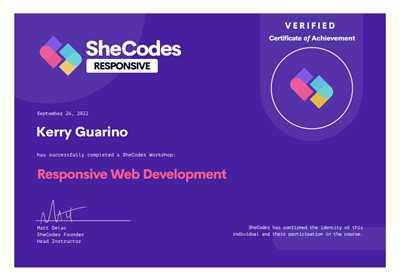 SheCodes
RESPONSIVE
VERIFIED
Certificate of Achievement
September 26, 2022
Kerry Guarino
has successfully completed a SheCodes Workshop:
Responsive Web Development
Matt Delac
SheCodes Founder
Head Instructor
SheCodes has confirmed the identity of this
individual and their participation in the course.